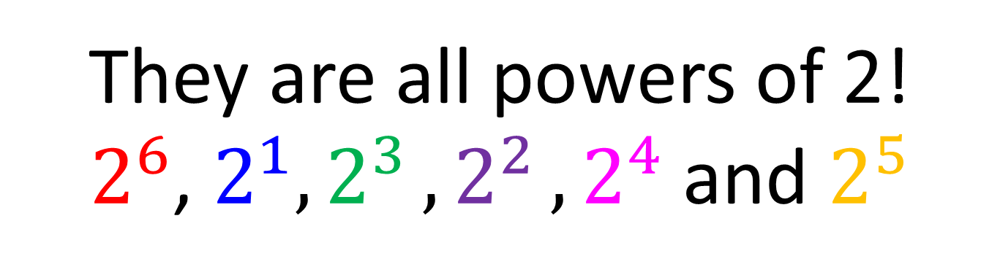 They are all powers of 2!
2⁶, 2¹, 2³, 2², 2⁴ and 2⁵